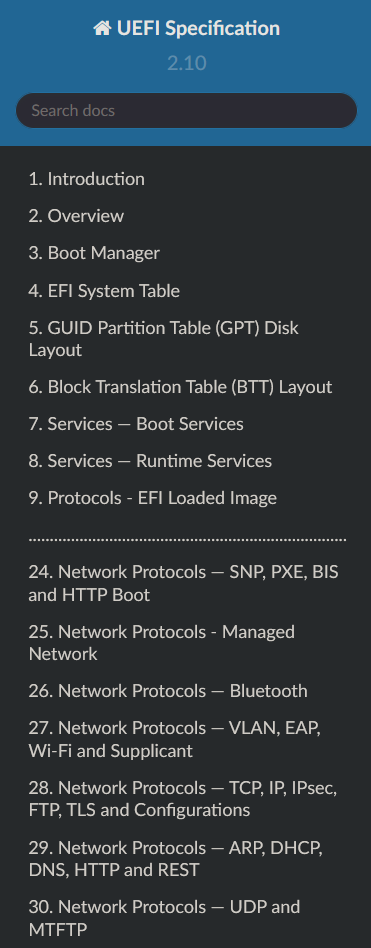 UEFI Specification
2.10
Search docs
1. Introduction
2. Overview
3. Boot Manager
4. EFI System Table
5. GUID Partition Table (GPT) Disk
Layout
6. Block Translation Table (BTT) Layout
7. Services — Boot Services
8. Services — Runtime Services
9. Protocols - EFI Loaded Image
...........................................................................
24. Network Protocols — SNP, PXE, BIS
and HTTP Boot
25. Network Protocols - Managed
Network
26. Network Protocols — Bluetooth
27. Network Protocols — VLAN, EAP,
Wi-Fi and Supplicant
28. Network Protocols — TCP, IP, IPsec,
FTP, TLS and Configurations
29. Network Protocols — ARP, DHCP,
DNS, HTTP and REST
30. Network Protocols — UDP and
MTFTP